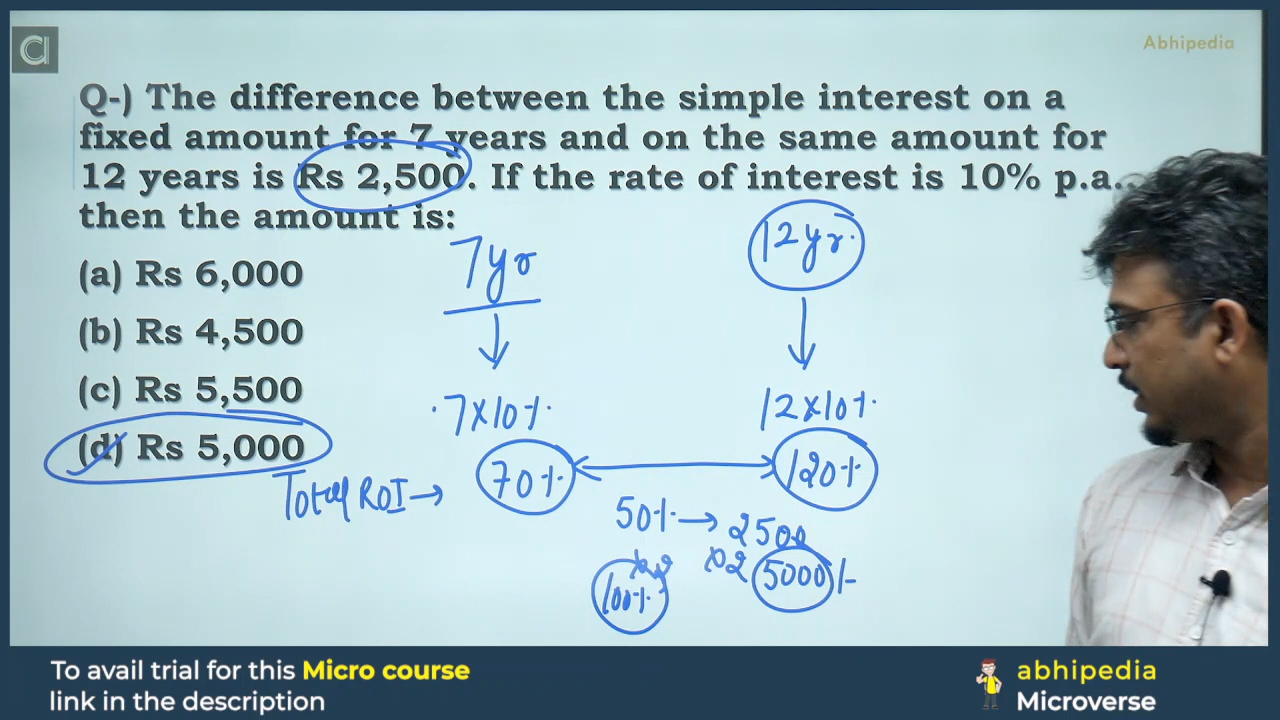 Abhipedia
Q-) The difference between the simple interest on a
fixed amount for 7 years and on the same amount for
12 years is Rs 2,500. If the rate of interest is 10% p.a..
then the amount is:
(a) Rs 6,000
(b) Rs 4,500
(c) Rs 5,500
(d) Rs 5,000
7yr
12yr.
7×10%
12×10%
Total ROI →
70%
120%
50% → 2500
×2
×2
100%
5000/-
To avail trial for this Micro course
link in the description
abhipedia
Microverse